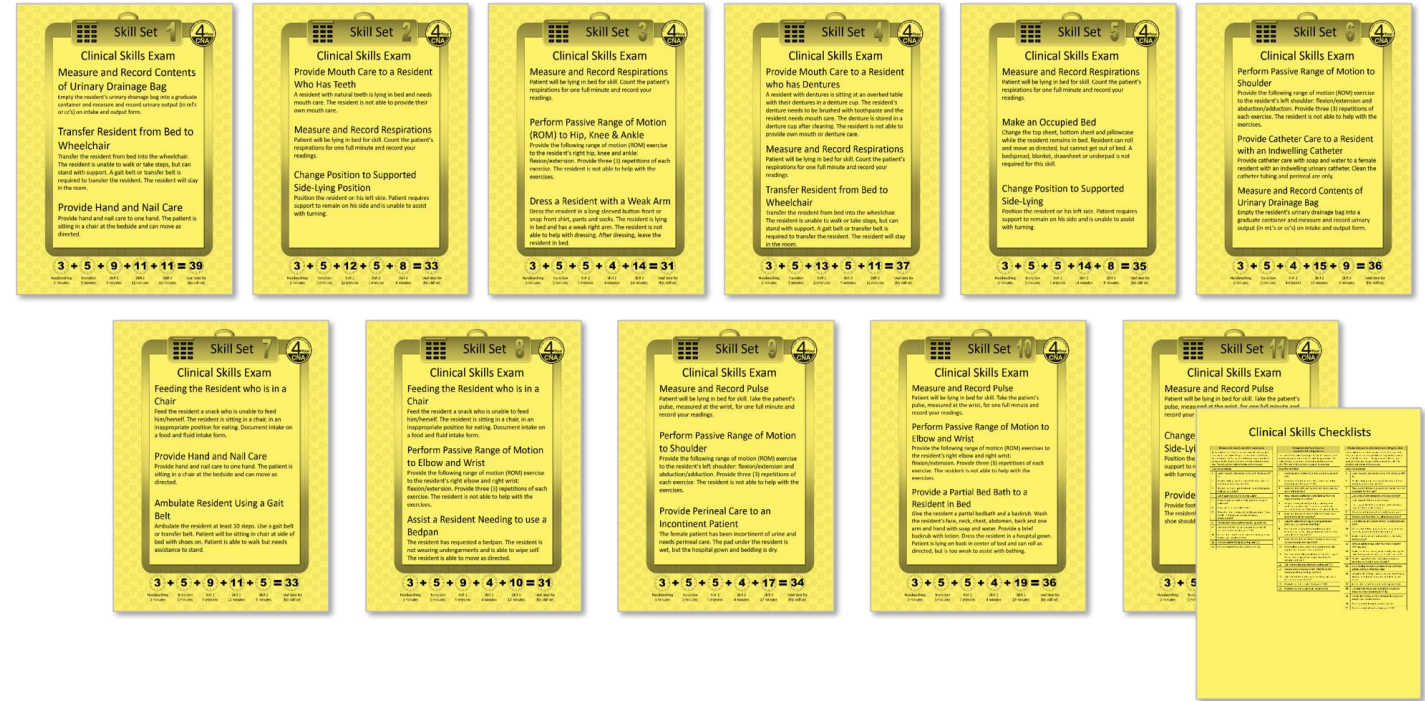 Skill Set 1
4 CNA
Clinical Skills Exam
Measure and Record Contents
of Urinary Drainage Bag
Empty the resident's urinary drainage bag into a graduate
container and measure and record urinary output (in ml's
or cc's) on intake and output form.
Transfer Resident from Bed to
Wheelchair
Transfer the resident from bed into the wheelchair.
The resident is unable to walk or take steps, but can
stand with support. A gait belt or transfer belt is
required to transfer the resident. The resident will stay
in the room.
Provide Hand and Nail Care
Provide hand and nail care to one hand. The patient is
sitting in a chair at the bedside and can move as
directed.
3 + 5 + 9 + 11 + 11 = 39
Skill Set 2
4 CNA
Clinical Skills Exam
Provide Mouth Care to a Resident
Who Has Teeth
A resident with natural teeth is lying in bed and needs
mouth care. The resident is not able to provide their
own mouth care.
Measure and Record Respirations
Patient will be lying in bed for skill. Count the patient's
respirations for one full minute and record your
readings.
Change Position to Supported
Side-Lying Position
Position the resident on his left side. Patient requires
support to remain on his side and is unable to assist
with turning.
3 + 5 + 12 + 5 + 8 = 33
Skill Set 3
4 CNA
Clinical Skills Exam
Measure and Record Respirations
Patient will be lying in bed for skill. Count the patient's
respirations for one full minute and record your
readings.
Perform Passive Range of Motion
(ROM) to Hip, Knee & Ankle
Provide the following range of motion (ROM) exercise
to the resident's right hip, knee and ankle:
flexion/extension. Provide three (3) repetitions of each
exercise. The resident is not able to help with the
exercises.
Dress a Resident with a Weak Arm
Dress the resident in a long sleeved button front or
snap front shirt, pants and socks. The resident is lying
in bed and has a weak right arm. The resident is not
able to help with dressing. After dressing, leave the
resident in bed.
3 + 5 + 5 + 4 + 14 = 31
Skill Set 4
4 CNA
Clinical Skills Exam
Provide Mouth Care to a Resident
who has Dentures
A resident with dentures is sitting at an overbed table
with their dentures in a denture cup. The resident's
denture needs to be brushed with toothpaste and the
resident needs mouth care. The denture is stored in a
denture cup after cleaning. The resident is not able to
provide own mouth or denture care.
Measure and Record Respirations
Patient will be lying in bed for skill. Count the patient's
respirations for one full minute and record your
readings.
Transfer Resident from Bed to
Wheelchair
Transfer the resident from bed into the wheelchair.
The resident is unable to walk or take steps, but can
stand with support. A gait belt or transfer belt is
required to transfer the resident. The resident will stay
in the room.
3 + 5 + 13 + 5 + 11 = 37
Skill Set 5
4 CNA
Clinical Skills Exam
Measure and Record Respirations
Patient will be lying in bed for skill. Count the patient's
respirations for one full minute and record your
readings.
Make an Occupied Bed
Change the top sheet, bottom sheet and pillowcase
while the resident remains in bed. Resident can roll
and move as directed, but cannot get out of bed. A
bedspread, blanket, drawsheet or underpad is not
required for this skill.
Change Position to Supported
Side-Lying
Position the resident on his left side. Patient requires
support to remain on his side and is unable to assist
with turning.
3 + 5 + 5 + 14 + 8 = 35
Skill Set 6
4 CNA
Clinical Skills Exam
Perform Passive Range of Motion to
Shoulder
Provide the following range of motion (ROM) exercise
to the resident's left shoulder: flexion/extension and
abduction/adduction. Provide three (3) repetitions of
each exercise. The resident is not able to help with the
exercises.
Provide Catheter Care to a Resident
with an Indwelling Catheter
Provide catheter care with soap and water to a female
resident with an indwelling urinary catheter. Clean the
catheter tubing and perineal are only.
Measure and Record Contents of
Urinary Drainage Bag
Empty the resident's urinary drainage bag into a
graduate container and measure and record urinary
output (in mL's or cc's) on intake and output form.
3 + 5 + 4 + 15 + 9 = 36
Skill Set 7
4 CNA
Clinical Skills Exam
Feeding the Resident who is in a
Chair
Feed the resident a snack who is unable to feed
him/herself. The resident is sitting in a chair, in an
inappropriate position for eating. Document intake on
a food and fluid intake form.
Provide Hand and Nail Care
Provide hand and nail care to one hand. The patient is
sitting in a chair at the bedside and can move as
directed.
Ambulate Resident Using a Gait
Belt
Ambulate the resident at least 10 steps. Use a gait belt
or transfer belt. Patient will be sitting in chair at side of
bed with shoes on. Patient is able to walk but needs
assistance to stand.
3 + 5 + 9 + 11 + 5 = 33
Skill Set 8
4 CNA
Clinical Skills Exam
Feeding the Resident who is in a
Chair
Feed the resident a snack who is unable to feed
him/herself. The resident is sitting in a chair, in an
inappropriate position for eating. Document intake on
a food and fluid intake form.
Perform Passive Range of Motion
to Elbow and Wrist
Provide the following range of motion (ROM) exercise
to the resident's right elbow and right wrist:
flexion/extension. Provide three (3) repetitions of each
exercise. The resident is not able to help with the
exercises.
Assist a Resident Needing to use a
Bedpan
The resident has requested a bedpan. The resident is
not wearing undergarments and is able to wipe self.
The resident is able to move as directed.
3 + 5 + 9 + 4 + 10 = 31
Skill Set 9
4 CNA
Clinical Skills Exam
Measure and Record Pulse
Patient will be lying in bed for skill. Take the patient's
pulse, measured at the wrist, for one full minute and
record your readings.
Perform Passive Range of Motion
to Shoulder
Provide the following range of motion (ROM) exercise
to the resident's left shoulder: flexion/extension and
abduction/adduction. Provide three (3) repetitions of
each exercise. The resident is not able to help with the
exercises.
Provide Perineal Care to an
Incontinent Patient
The female patient has been incontinent of urine and
needs perineal care. The pad under the resident is
wet, but the hospital gown and bedding is dry.
3 + 5 + 5 + 4 + 17 = 34
Skill Set 10
4 CNA
Clinical Skills Exam
Measure and Record Pulse
Patient will be lying in bed for skill. Take the patient's
pulse, measured at the wrist, for one full minute and
record your readings.
Perform Passive Range of Motion to
Elbow and Wrist
Provide the following range of motion (ROM) exercises to
the resident's right elbow and right wrist:
flexion/extension. Provide three (3) repetitions of each
exercise. The resident is not able to help with the
exercises.
Provide a Partial Bed Bath to a
Resident in Bed
Give the resident a partial bedbath and a backrub. Wash
the resident's face, neck, chest, abdomen, back and one
arm and hand with soap and water. Provide a brief
backrub with lotion. Dress the resident in a hospital gown.
Patient is lying on back in center of bed and can roll as
directed, but is too weak to assist with bathing.
3 + 5 + 5 + 4 + 19 = 36
Skill Set 11
4 CNA
Clinical Skills Exam
Measure and Record Pulse
Patient will be lying in bed for skill. Take the patient's
pulse, measured at the wrist, for one full minute and
record your
Change
Side-Lyi
Position the
support to r
with turning
Provide
Provide foot
The resident
shoe should
3 + 5
Clinical Skills Checklists